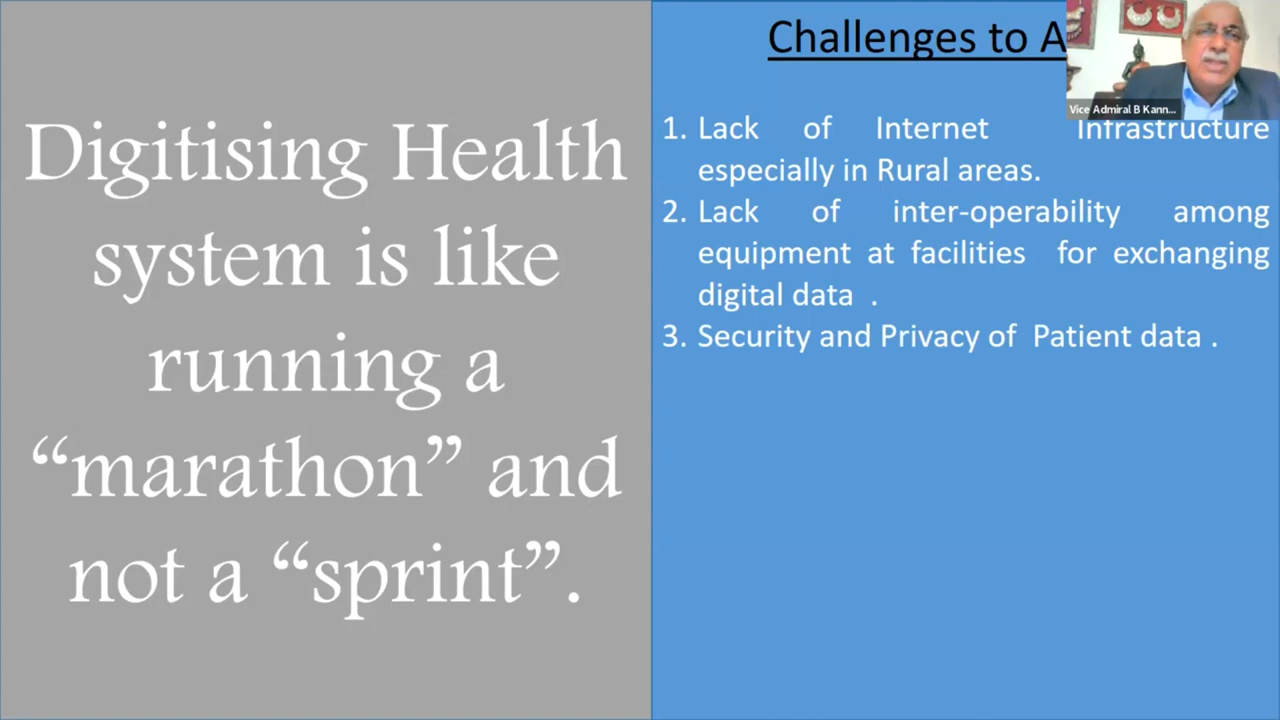 Digitising Health
system is like
running a
“marathon” and
not a “sprint”.
Challenges to A
Vice Admiral B Kann...
1. Lack of Internet Infrastructure
especially in Rural areas.
2. Lack of inter-operability among
equipment at facilities for exchanging
digital data .
3. Security and Privacy of Patient data .